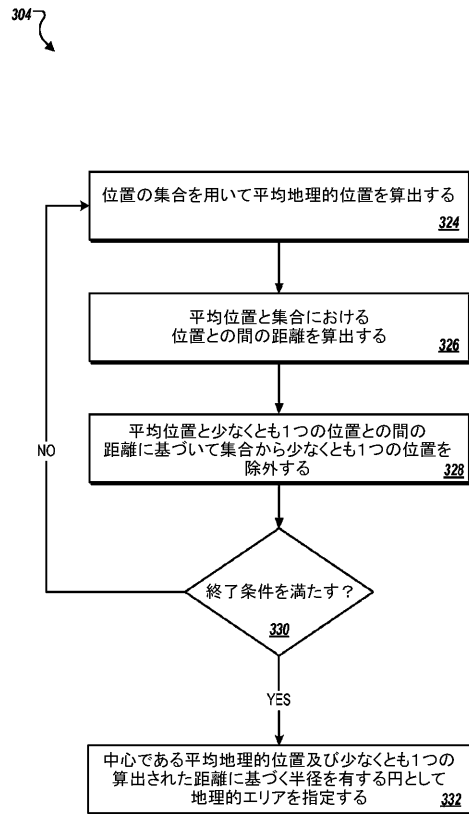 304
位置の集合を用いて平均地理的位置を算出する
324
平均位置と集合における
位置との間の距離を算出する
326
平均位置と少なくとも1つの位置との間の
距離に基づいて集合から少なくとも1つの位置を
除外する
328
NO
終了条件を満たす？
330
YES
中心である平均地理的位置及び少なくとも1つの
算出された距離に基づく半径を有する円として
地理的エリアを指定する
332